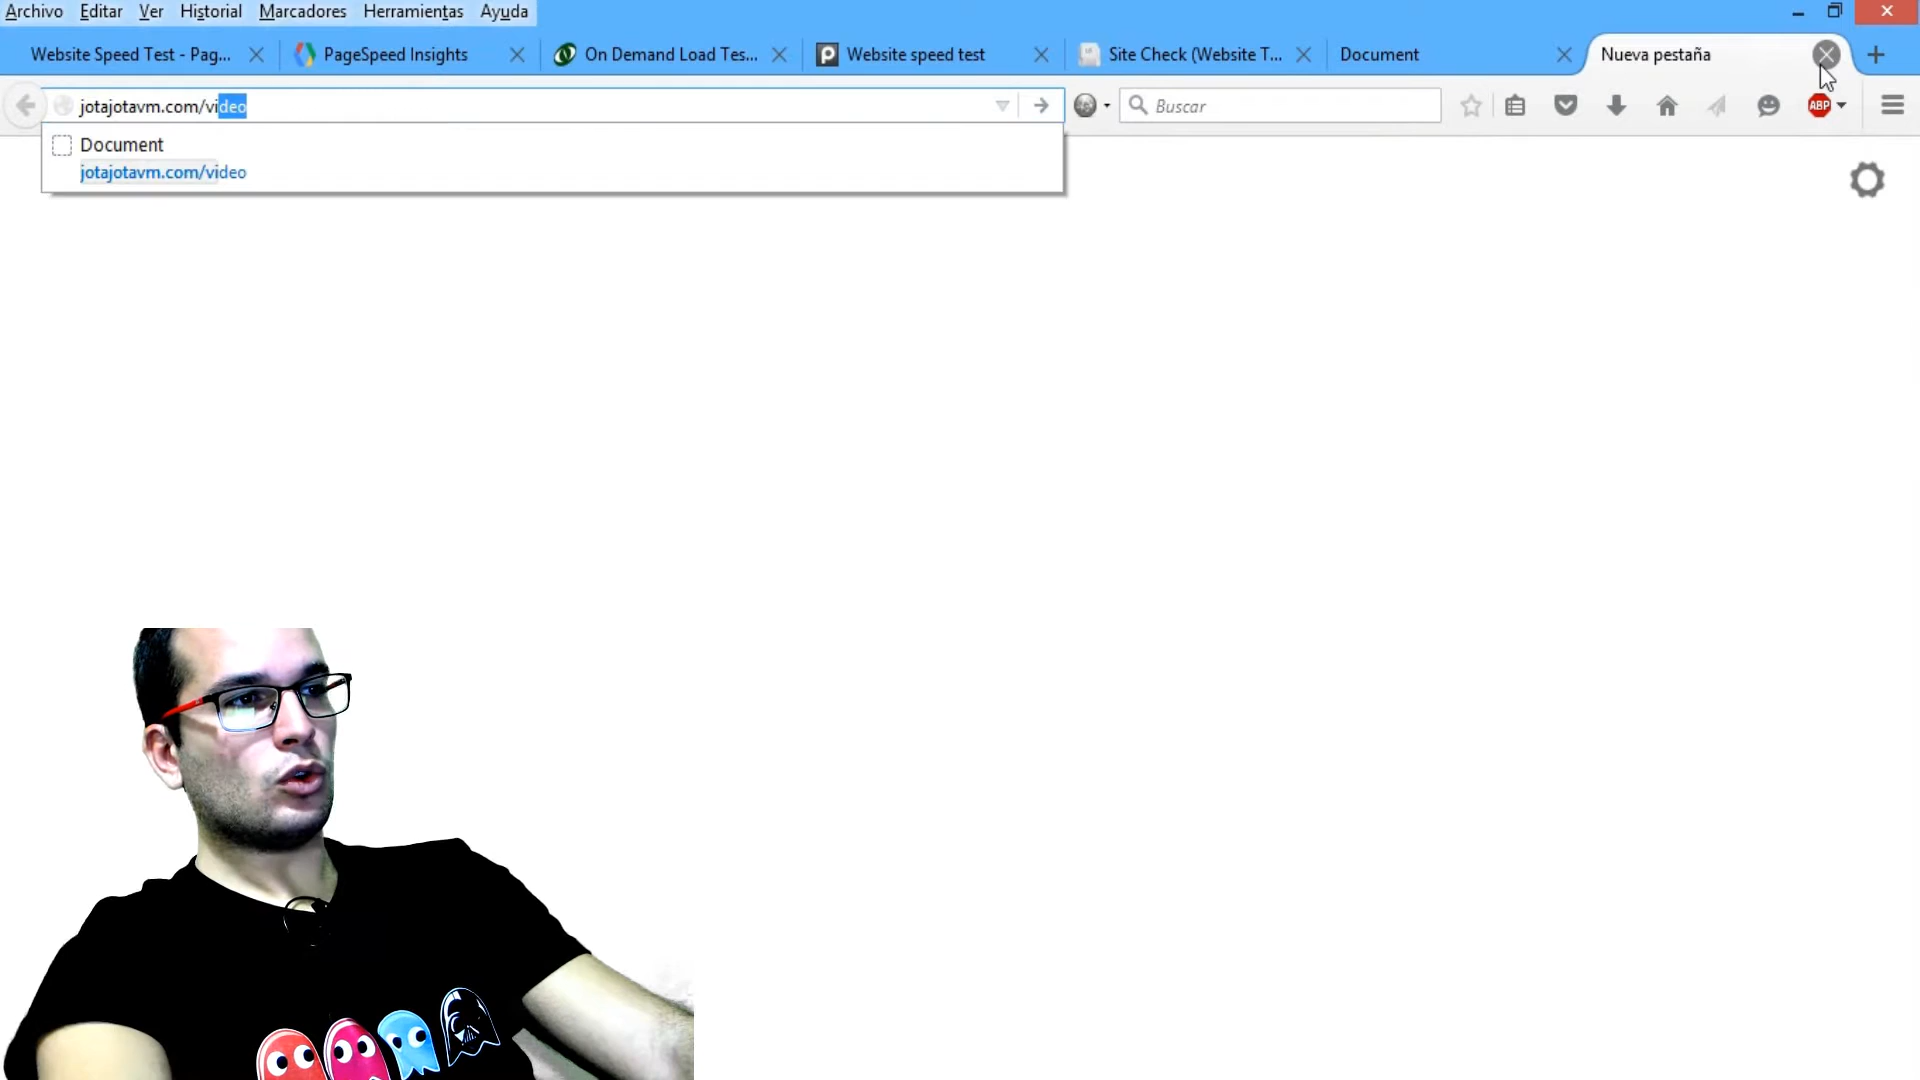 Archivo Editar Ver Historial Marcadores Herramientas Ayuda
Website Speed Test - Pag... PageSpeed Insights On Demand Load Tes... Website speed test Site Check (Website T... Document Nueva pestaña
jotajotavm.com/video Buscar ABP
Document
jotajotavm.com/video